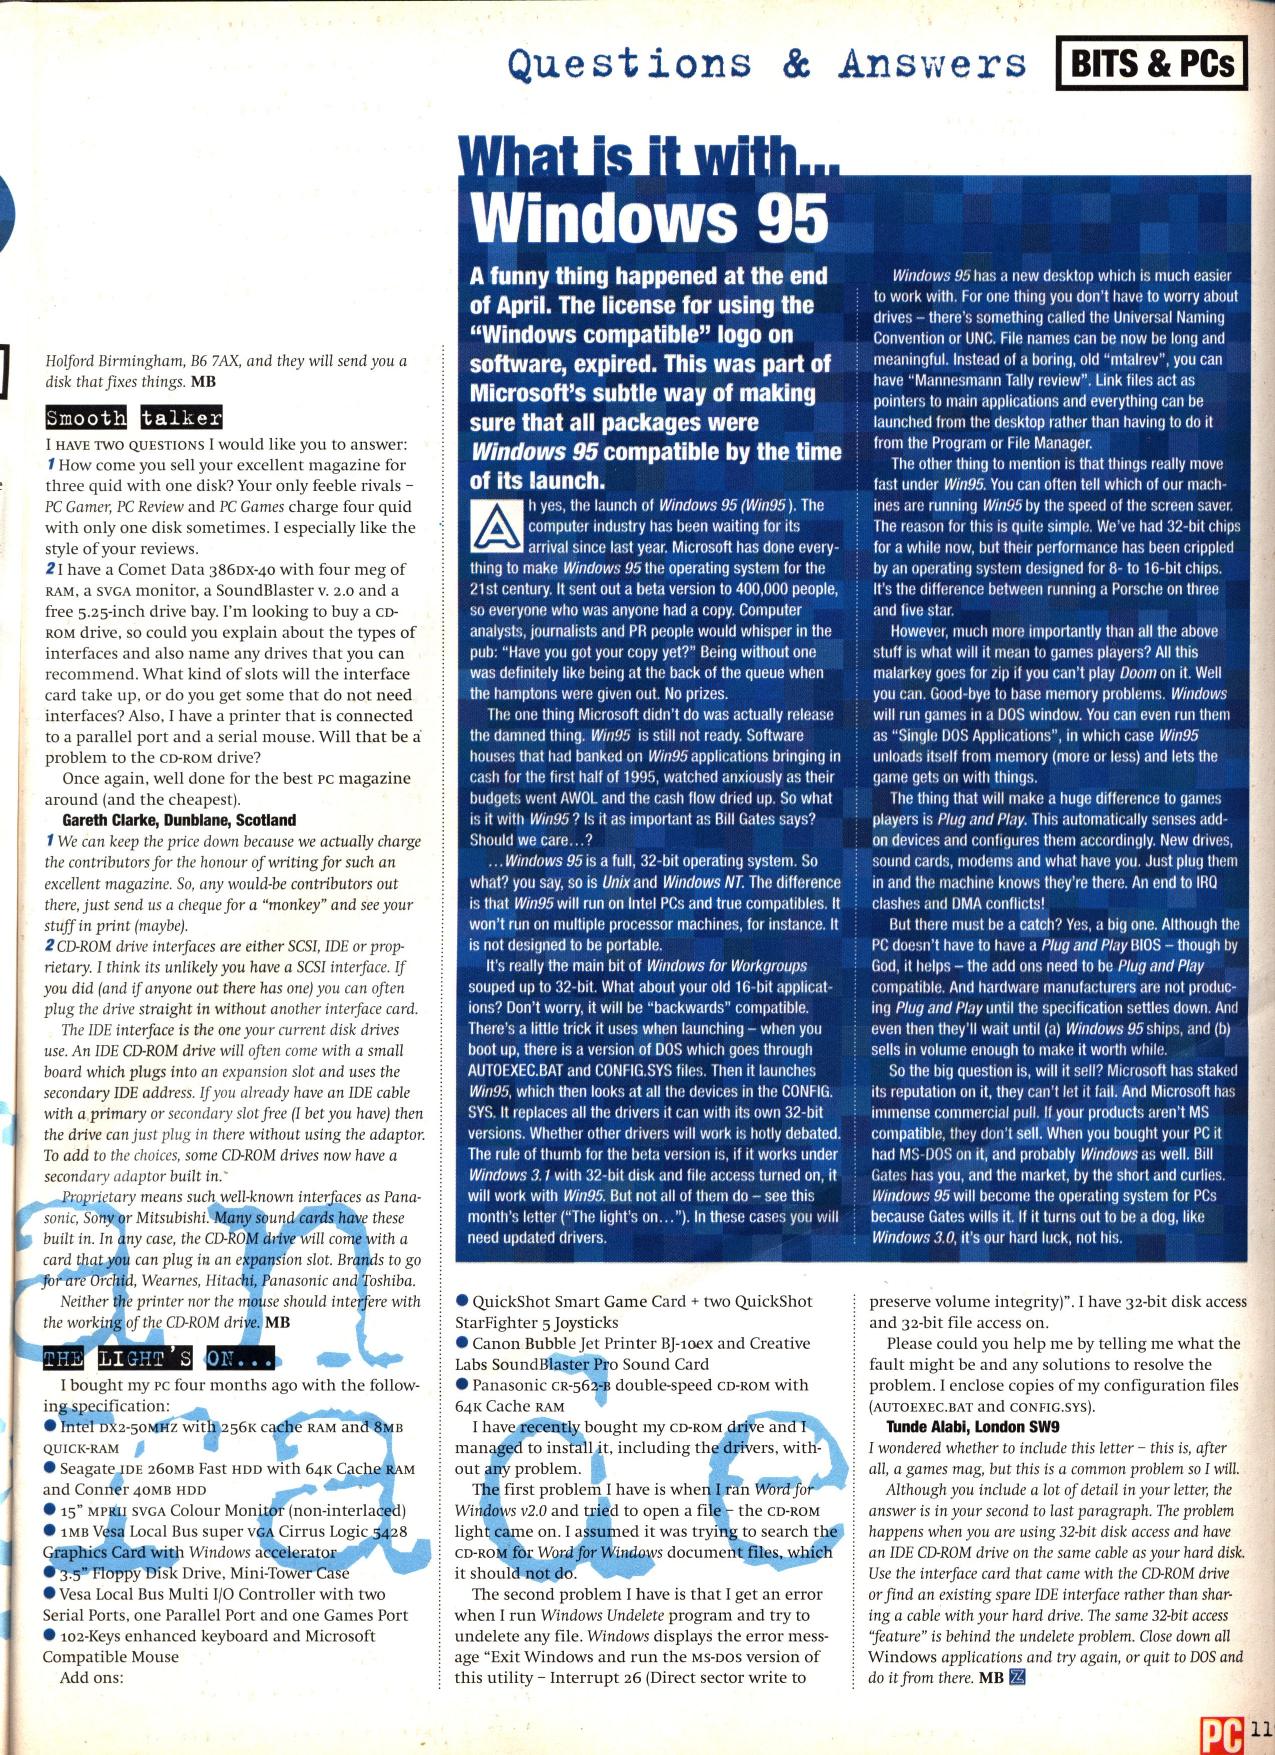 Questions & Answers BITS & PCs
Holford Birmingham, B6 7AX, and they will send you a
disk that fixes things. MB
Smooth talker
I HAVE TWO QUESTIONS I would like you to answer:
1 How come you sell your excellent magazine for
three quid with one disk? Your only feeble rivals –
PC Gamer, PC Review and PC Games charge four quid
with only one disk sometimes. I especially like the
style of your reviews.
2 I have a Comet Data 386DX-40 with four meg of
RAM, a SVGA monitor, a SoundBlaster v. 2.0 and a
free 5.25-inch drive bay. I'm looking to buy a CD-
ROM drive, so could you explain about the types of
interfaces and also name any drives that you can
recommend. What kind of slots will the interface
card take up, or do you get some that do not need
interfaces? Also, I have a printer that is connected
to a parallel port and a serial mouse. Will that be a
problem to the CD-ROM drive?
Once again, well done for the best PC magazine
around (and the cheapest).
Gareth Clarke, Dunblane, Scotland
1 We can keep the price down because we actually charge
the contributors for the honour of writing for such an
excellent magazine. So, any would-be contributors out
there, just send us a cheque for a “monkey” and see your
stuff in print (maybe).
2 CD-ROM drive interfaces are either SCSI, IDE or prop-
rietary. I think its unlikely you have a SCSI interface. If
you did (and if anyone out there has one) you can often
plug the drive straight in without another interface card.
The IDE interface is the one your current disk drives
use. An IDE CD-ROM drive will often come with a small
board which plugs into an expansion slot and uses the
secondary IDE address. If you already have an IDE cable
with a primary or secondary slot free (I bet you have) then
the drive can just plug in there without using the adaptor.
To add to the choices, some CD-ROM drives now have a
secondary adaptor built in.
Proprietary means such well-known interfaces as Pana-
sonic, Sony or Mitsubishi. Many sound cards have these
built in. In any case, the CD-ROM drive will come with a
card that you can plug in an expansion slot. Brands to go
for are Orchid, Wearnes, Hitachi, Panasonic and Toshiba.
Neither the printer nor the mouse should interfere with
the working of the CD-ROM drive. MB
THE LIGHT'S ON...
I bought my PC four months ago with the follow-
ing specification:
● Intel DX2-50MHZ with 256K cache RAM and 8MB
QUICK-RAM
● Seagate IDE 260MB Fast HDD with 64K Cache RAM
and Conner 40MB HDD
● 15” MPRII SVGA Colour Monitor (non-interlaced)
● 1MB Vesa Local Bus super VGA Cirrus Logic 5428
Graphics Card with Windows accelerator
● 3.5” Floppy Disk Drive, Mini-Tower Case
● Vesa Local Bus Multi I/O Controller with two
Serial Ports, one Parallel Port and one Games Port
● 102-Keys enhanced keyboard and Microsoft
Compatible Mouse
Add ons:
What is it with...
Windows 95
A funny thing happened at the end
of April. The license for using the
“Windows compatible” logo on
software, expired. This was part of
Microsoft's subtle way of making
sure that all packages were
Windows 95 compatible by the time
of its launch.
Ah yes, the launch of Windows 95 (Win95). The
computer industry has been waiting for its
arrival since last year. Microsoft has done every-
thing to make Windows 95 the operating system for the
21st century. It sent out a beta version to 400,000 people,
so everyone who was anyone had a copy. Computer
analysts, journalists and PR people would whisper in the
pub: “Have you got your copy yet?” Being without one
was definitely like being at the back of the queue when
the hamptons were given out. No prizes.
The one thing Microsoft didn't do was actually release
the damned thing. Win95 is still not ready. Software
houses that had banked on Win95 applications bringing in
cash for the first half of 1995, watched anxiously as their
budgets went AWOL and the cash flow dried up. So what
is it with Win95? Is it as important as Bill Gates says?
Should we care...?
...Windows 95 is a full, 32-bit operating system. So
what? you say, so is Unix and Windows NT. The difference
is that Win95 will run on Intel PCs and true compatibles. It
won't run on multiple processor machines, for instance. It
is not designed to be portable.
It's really the main bit of Windows for Workgroups
souped up to 32-bit. What about your old 16-bit applicat-
ions? Don't worry, it will be “backwards” compatible.
There's a little trick it uses when launching – when you
boot up, there is a version of DOS which goes through
AUTOEXEC.BAT and CONFIG.SYS files. Then it launches
Win95, which then looks at all the devices in the CONFIG.
SYS. It replaces all the drivers it can with its own 32-bit
versions. Whether other drivers will work is hotly debated.
The rule of thumb for the beta version is, if it works under
Windows 3.1 with 32-bit disk and file access turned on, it
will work with Win95. But not all of them do – see this
month's letter (“The light's on...”). In these cases you will
need updated drivers.
Windows 95 has a new desktop which is much easier
to work with. For one thing you don't have to worry about
drives – there's something called the Universal Naming
Convention or UNC. File names can be now be long and
meaningful. Instead of a boring, old “mtalrev”, you can
have “Mannesmann Tally review”. Link files act as
pointers to main applications and everything can be
launched from the desktop rather than having to do it
from the Program or File Manager.
The other thing to mention is that things really move
fast under Win95. You can often tell which of our mach-
ines are running Win95 by the speed of the screen saver.
The reason for this is quite simple. We've had 32-bit chips
for a while now, but their performance has been crippled
by an operating system designed for 8- to 16-bit chips.
It's the difference between running a Porsche on three
and five star.
However, much more importantly than all the above
stuff is what will it mean to games players? All this
malarkey goes for zip if you can't play Doom on it. Well
you can. Good-bye to base memory problems. Windows
will run games in a DOS window. You can even run them
as “Single DOS Applications”, in which case Win95
unloads itself from memory (more or less) and lets the
game gets on with things.
The thing that will make a huge difference to games
players is Plug and Play. This automatically senses add-
on devices and configures them accordingly. New drives,
sound cards, modems and what have you. Just plug them
in and the machine knows they're there. An end to IRQ
clashes and DMA conflicts!
But there must be a catch? Yes, a big one. Although the
PC doesn't have to have a Plug and Play BIOS – though by
God, it helps – the add ons need to be Plug and Play
compatible. And hardware manufacturers are not produc-
ing Plug and Play until the specification settles down. And
even then they'll wait until (a) Windows 95 ships, and (b)
sells in volume enough to make it worth while.
So the big question is, will it sell? Microsoft has staked
its reputation on it, they can't let it fail. And Microsoft has
immense commercial pull. If your products aren't MS
compatible, they don't sell. When you bought your PC it
had MS-DOS on it, and probably Windows as well. Bill
Gates has you, and the market, by the short and curlies.
Windows 95 will become the operating system for PCs
because Gates wills it. If it turns out to be a dog, like
Windows 3.0, it's our hard luck, not his.
● QuickShot Smart Game Card + two QuickShot
StarFighter 5 Joysticks
● Canon Bubble Jet Printer BJ-10ex and Creative
Labs SoundBlaster Pro Sound Card
● Panasonic CR-562-B double-speed CD-ROM with
64K Cache RAM
I have recently bought my CD-ROM drive and I
managed to install it, including the drivers, with-
out any problem.
The first problem I have is when I ran Word for
Windows v2.0 and tried to open a file – the CD-ROM
light came on. I assumed it was trying to search the
CD-ROM for Word for Windows document files, which
it should not do.
The second problem I have is that I get an error
when I run Windows Undelete program and try to
undelete any file. Windows displays the error mess-
age “Exit Windows and run the MS-DOS version of
this utility – Interrupt 26 (Direct sector write to
preserve volume integrity)”. I have 32-bit disk access
and 32-bit file access on.
Please could you help me by telling me what the
fault might be and any solutions to resolve the
problem. I enclose copies of my configuration files
(AUTOEXEC.BAT and CONFIG.SYS).
Tunde Alabi, London SW9
I wondered whether to include this letter – this is, after
all, a games mag, but this is a common problem so I will.
Although you include a lot of detail in your letter, the
answer is in your second to last paragraph. The problem
happens when you are using 32-bit disk access and have
an IDE CD-ROM drive on the same cable as your hard disk.
Use the interface card that came with the CD-ROM drive
or find an existing spare IDE interface rather than shar-
ing a cable with your hard drive. The same 32-bit access
“feature” is behind the undelete problem. Close down all
Windows applications and try again, or quit to DOS and
do it from there. MB Z
PC